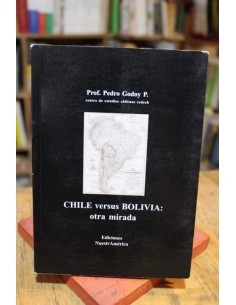 Prof. Pedro Godoy P.
centro de estudios chilenos cedech
CHILE versus BOLIVIA:
otra mirada
Ediciones
NuestrAmérica